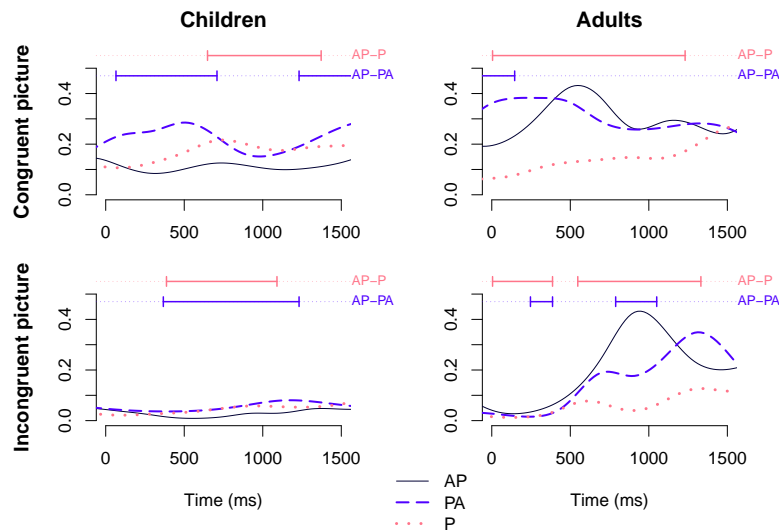 Children
Adults
Congruent picture
AP−P
AP−PA
0.0 0.2 0.4
0 500 1000 1500
AP−P
AP−PA
0.0 0.2 0.4
0 500 1000 1500
Incongruent picture
AP−P
AP−PA
0.0 0.2 0.4
0 500 1000 1500
Time (ms)
AP−P
AP−PA
0.0 0.2 0.4
0 500 1000 1500
Time (ms)
AP
PA
P